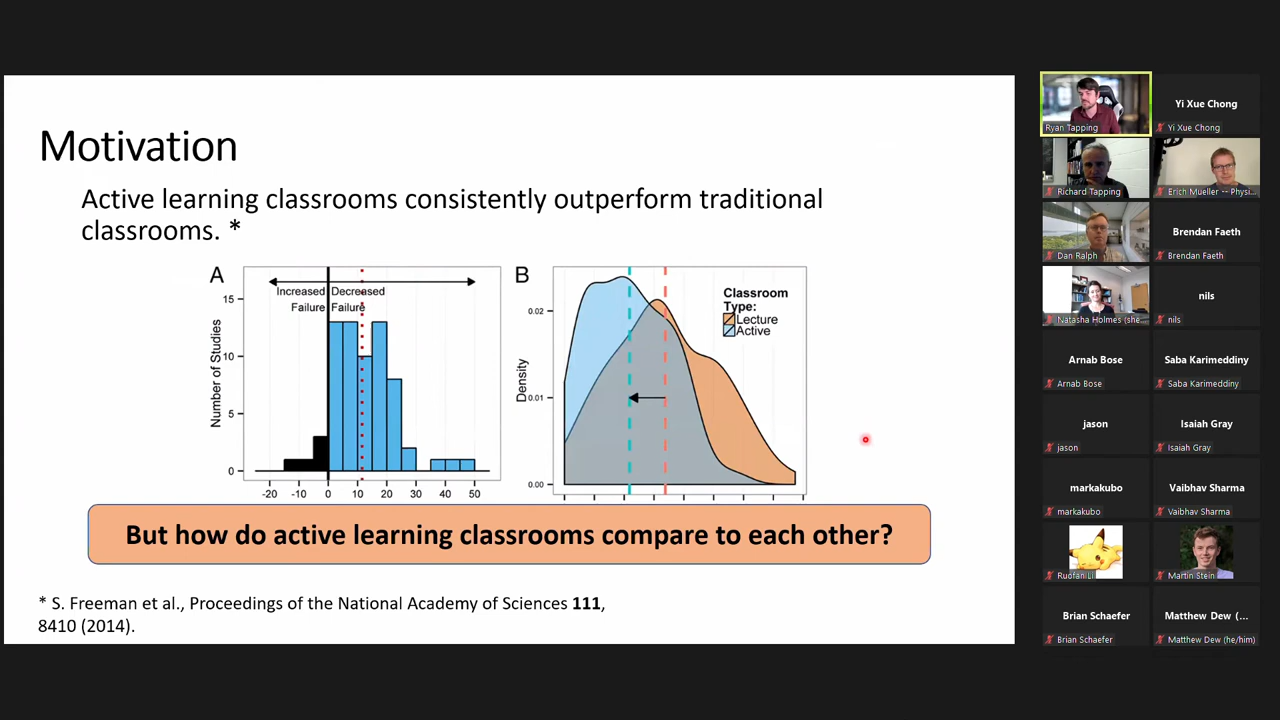 Motivation
Active learning classrooms consistently outperform traditional
classrooms. *
A
Increased Decreased
Failure Failure
Number of Studies
15
10
5
0
-20 -10 0 10 20 30 40 50
B
Classroom
Type:
Lecture
Active
Density
0.02
0.01
0.00
But how do active learning classrooms compare to each other?
* S. Freeman et al., Proceedings of the National Academy of Sciences 111,
8410 (2014).
Ryan Tapping
Yi Xue Chong
Yi Xue Chong
Richard Tapping
Erich Mueller -- Physi...
Dan Ralph
Brendan Faeth
Brendan Faeth
Natasha Holmes (she...
nils
nils
Arnab Bose
Arnab Bose
Saba Karimeddiny
Saba Karimeddiny
jason
jason
Isaiah Gray
Isaiah Gray
markakubo
markakubo
Vaibhav Sharma
Vaibhav Sharma
Ruofan Li
Martin Stein
Brian Schaefer
Brian Schaefer
Matthew Dew (...
Matthew Dew (he/him)